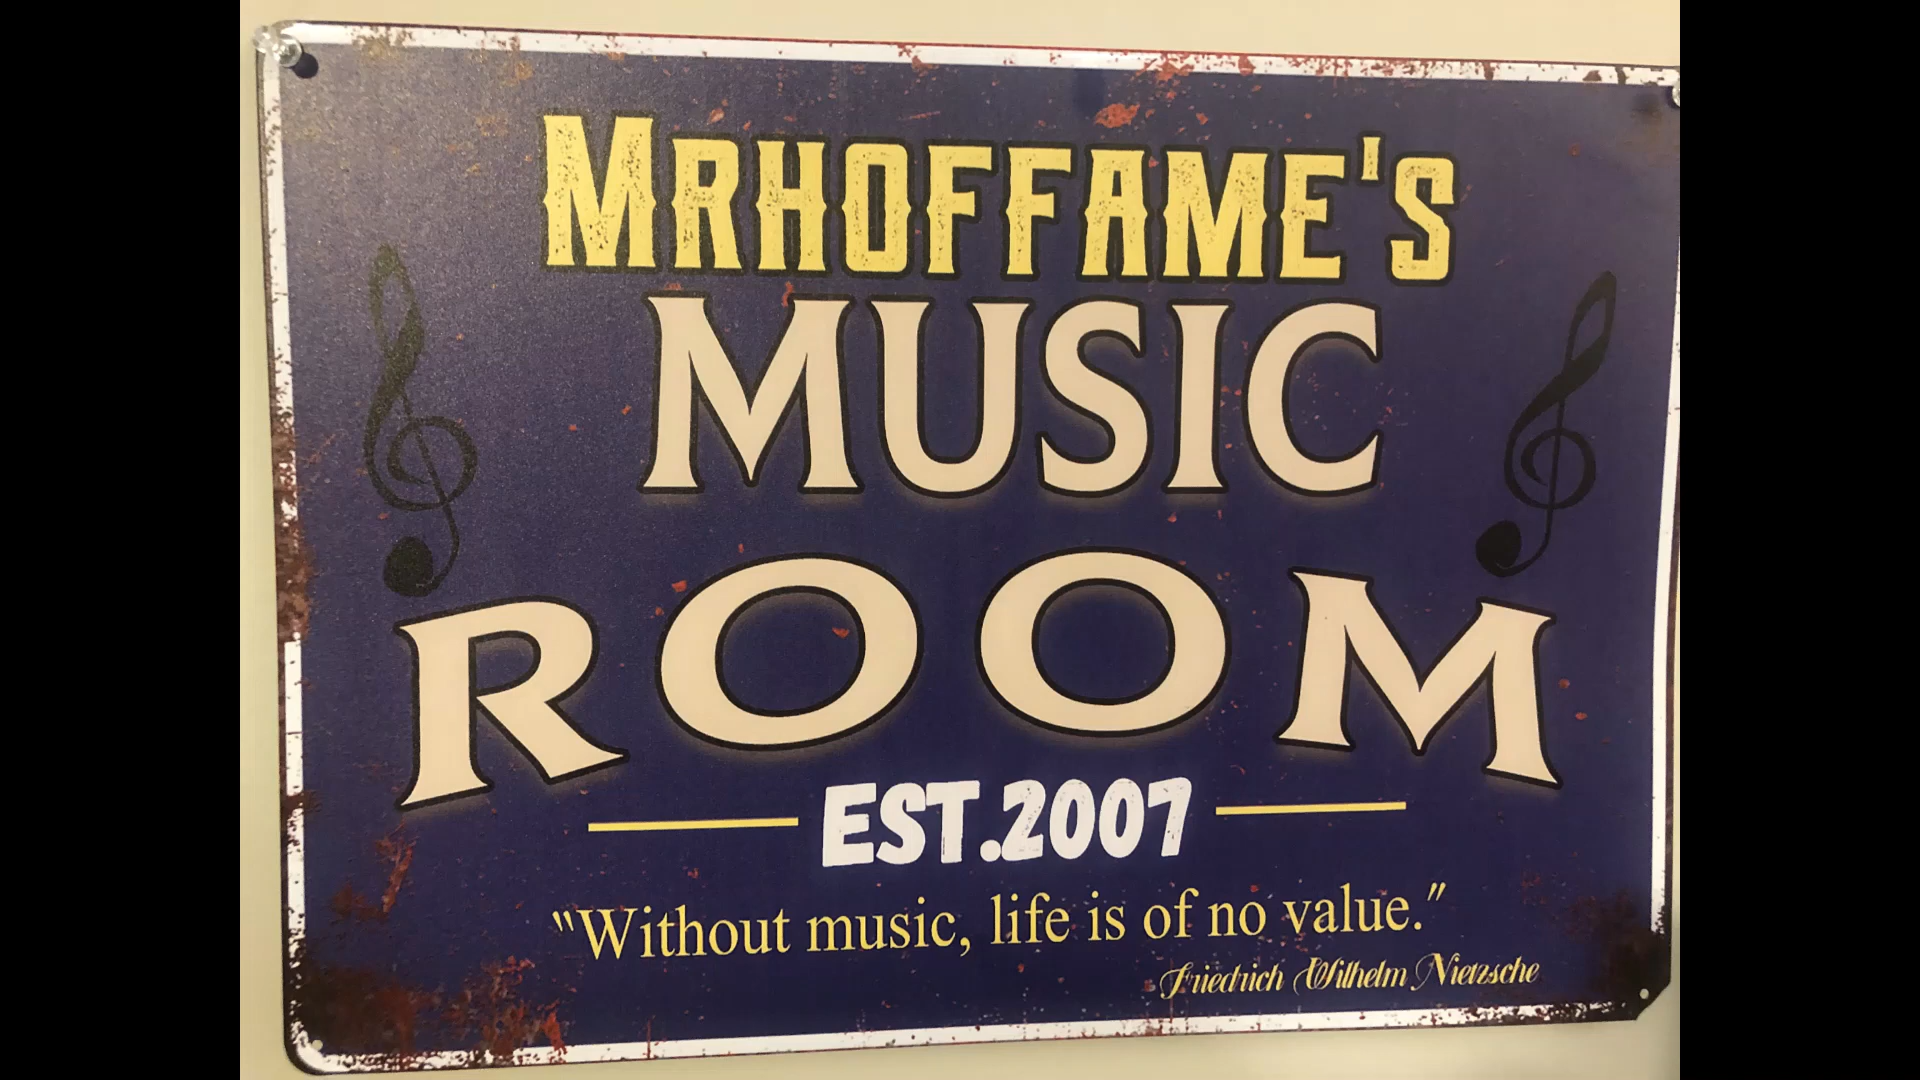 MRHOFFAME'S
MUSIC
ROOM
EST.2007
"Without music, life is of no value."
Friedrich Wilhelm Nietzsche